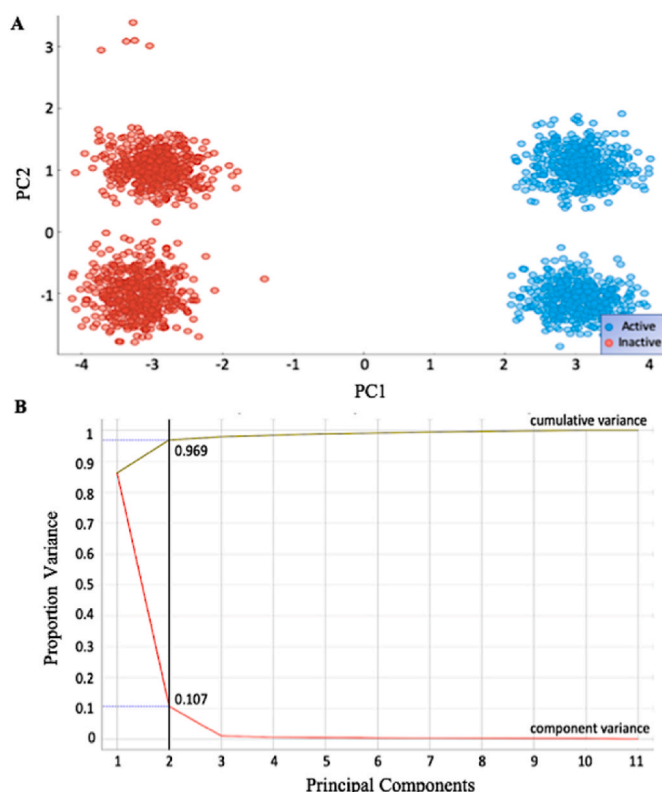 A
3
2
1
0
-1
PC2
-4
-3
-2
-1
0
1
2
3
4
PC1
Active
Inactive
B
cumulative variance
1
0.969
0.9
0.8
0.7
0.6
0.5
0.4
0.3
0.2
0.107
0.1
component variance
0
Proportion Variance
1 2 3 4 5 6 7 8 9 10 11
Principal Components